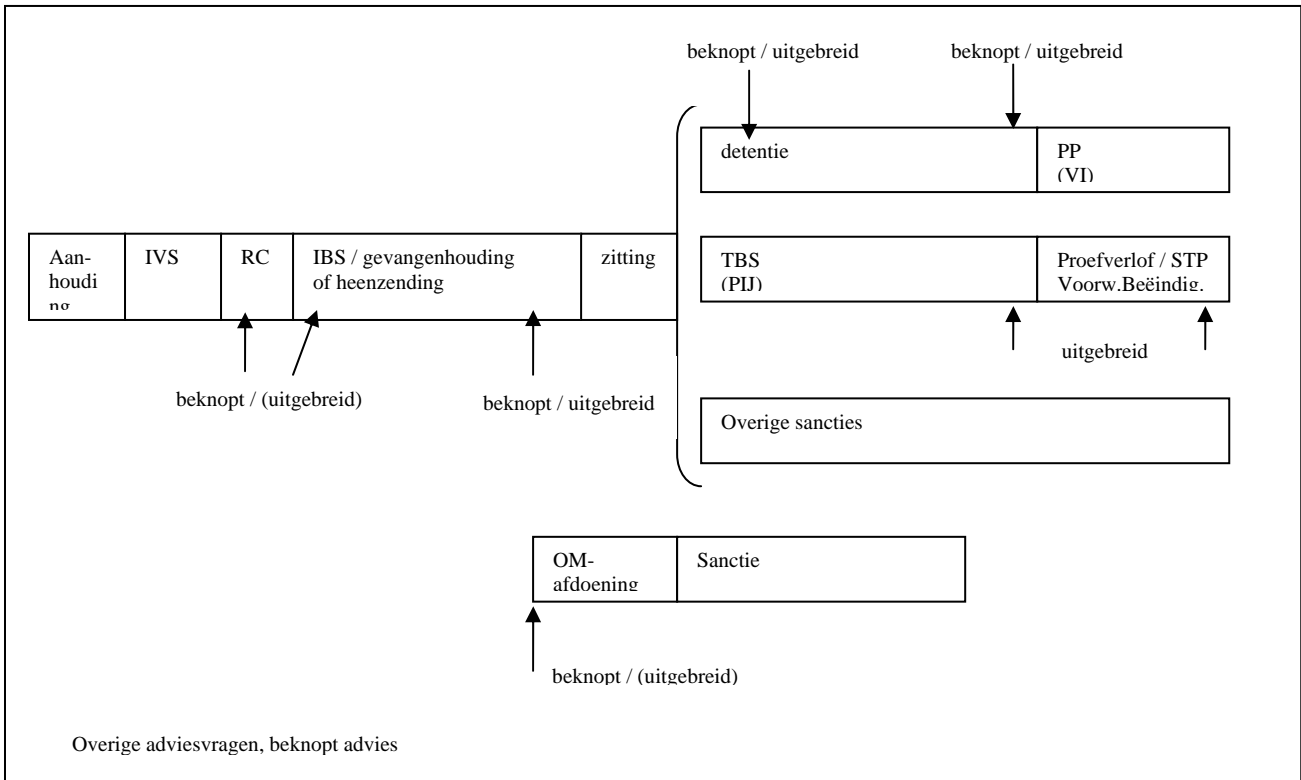 beknopt / uitgebreid
beknopt / uitgebreid
detentie
PP
(VI)
Aan-
houdi
ng
IVS
RC
IBS / gevangenhouding
of heenzending
zitting
TBS
(PIJ)
Proefverlof / STP
Voorw.Beëindig.
beknopt / (uitgebreid)
beknopt / uitgebreid
uitgebreid
Overige sancties
OM-
afdoening
Sanctie
beknopt / (uitgebreid)
Overige adviesvragen, beknopt advies